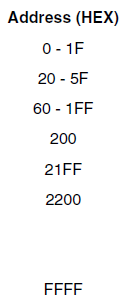 Address (HEX)
0 - 1F
20 - 5F
60 - 1FF
200
21FF
2200
FFFF